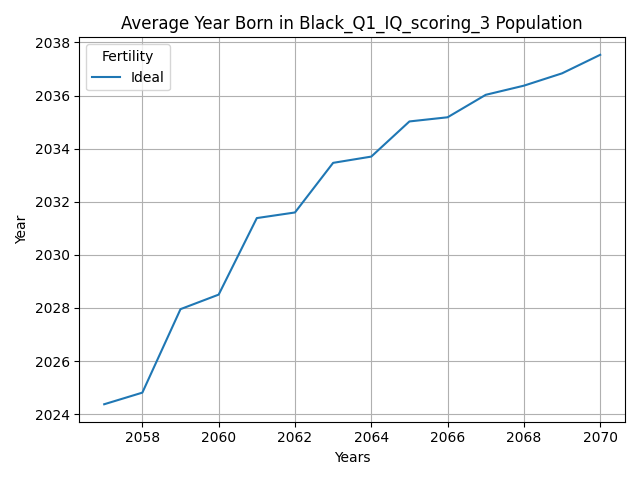 Average Year Born in Black_Q1_IQ_scoring_3 Population
2038
2036
2034
2032
2030
2028
2026
2024
Year
Fertility
Ideal
2058 2060 2062 2064 2066 2068 2070
Years